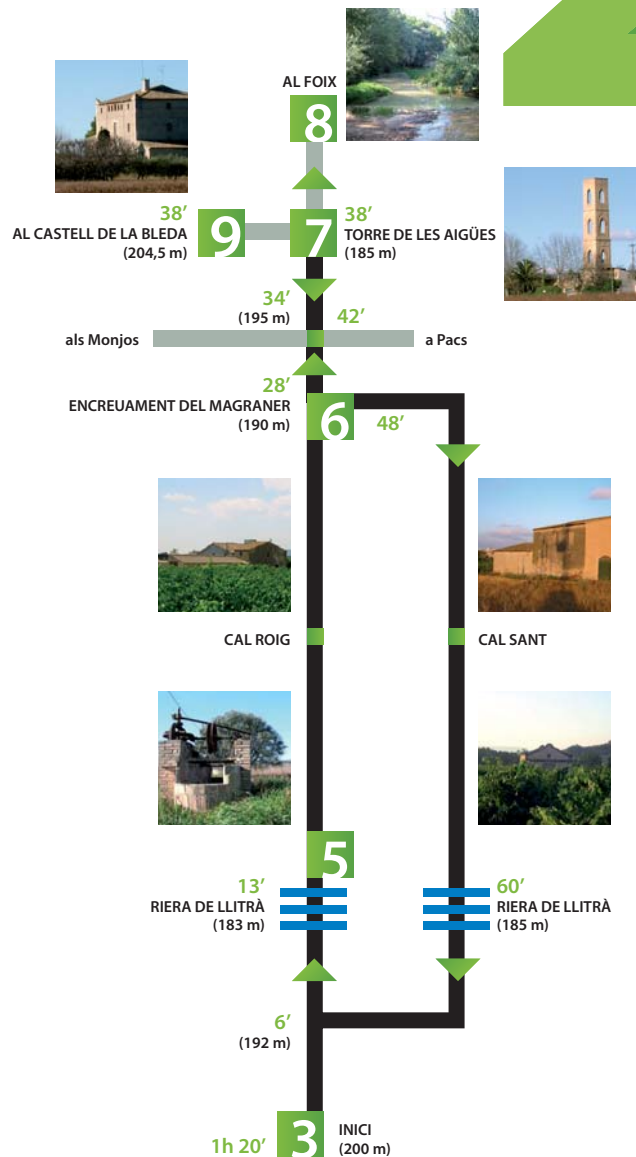 AL FOIX
8
38’
AL CASTELL DE LA BLEDA
(204,5 m)
9
7
38’
TORRE DE LES AIGÜES
(185 m)
34’
(195 m)
42’
als Monjos
a Pacs
28’
ENCREUAMENT DEL MAGRANER
(190 m)
6
48’
CAL ROIG
CAL SANT
5
13’
RIERA DE LLITRÀ
(183 m)
60’
RIERA DE LLITRÀ
(185 m)
6’
(192 m)
1h 20’
3
INICI
(200 m)